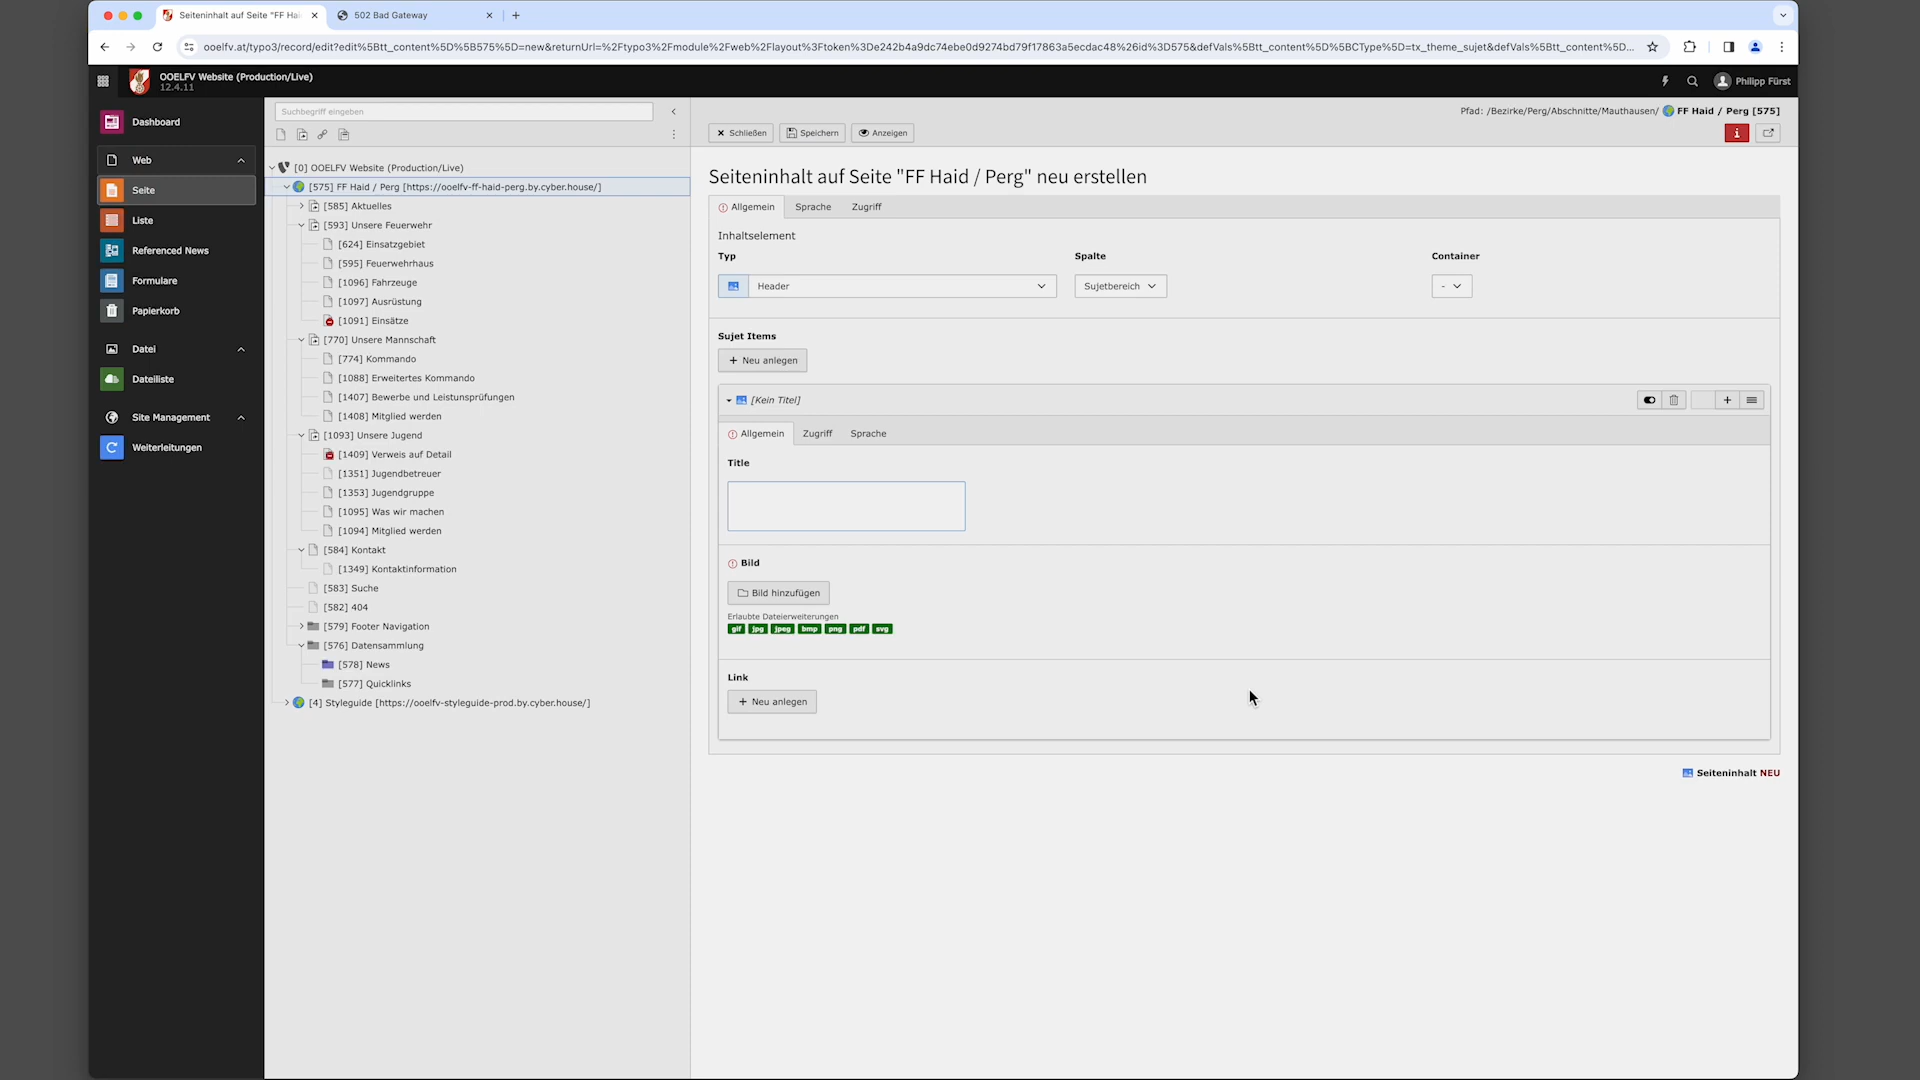 Seiteninhalt auf Seite "FF Hai
502 Bad Gateway
ooelfv.at/typo3/record/edit?edit%5Btt_content%5D%5B575%5D=new&returnUrl=%2Ftypo3%2Fmodule%2Fweb%2Flayout%3Ftoken%3De242b4a9dc74ebe0d9274bd79f17863a5ecdac48%26id%3D575&defVals%5Btt_content%5D%5BCType%5D=tx_theme_sujet&defVals%5Btt_content%5D...
OOELFV Website (Production/Live)
12.4.11
Philipp Fürst
Dashboard
Web
Seite
Liste
Referenced News
Formulare
Papierkorb
Datei
Dateiliste
Site Management
Weiterleitungen
Suchbegriff eingeben
[0] OOELFV Website (Production/Live)
[575] FF Haid / Perg [https://ooelfv-ff-haid-perg.by.cyber.house/]
[585] Aktuelles
[593] Unsere Feuerwehr
[624] Einsatzgebiet
[595] Feuerwehrhaus
[1096] Fahrzeuge
[1097] Ausrüstung
[1091] Einsätze
[770] Unsere Mannschaft
[774] Kommando
[1088] Erweitertes Kommando
[1407] Bewerbe und Leistunsprüfungen
[1408] Mitglied werden
[1093] Unsere Jugend
[1409] Verweis auf Detail
[1351] Jugendbetreuer
[1353] Jugendgruppe
[1095] Was wir machen
[1094] Mitglied werden
[584] Kontakt
[1349] Kontaktinformation
[583] Suche
[582] 404
[579] Footer Navigation
[576] Datensammlung
[578] News
[577] Quicklinks
[4] Styleguide [https://ooelfv-styleguide-prod.by.cyber.house/]
Pfad: /Bezirke/Perg/Abschnitte/Mauthausen/ FF Haid / Perg [575]
Schließen Speichern Anzeigen
Seiteninhalt auf Seite "FF Haid / Perg" neu erstellen
Allgemein Sprache Zugriff
Inhaltselement
Typ Spalte Container
Header Sujetbereich -
Sujet Items
+ Neu anlegen
[Kein Titel]
Allgemein Zugriff Sprache
Title
Bild
Bild hinzufügen
Erlaubte Dateierweiterungen
gif jpg jpeg bmp png pdf svg
Link
+ Neu anlegen
Seiteninhalt NEU